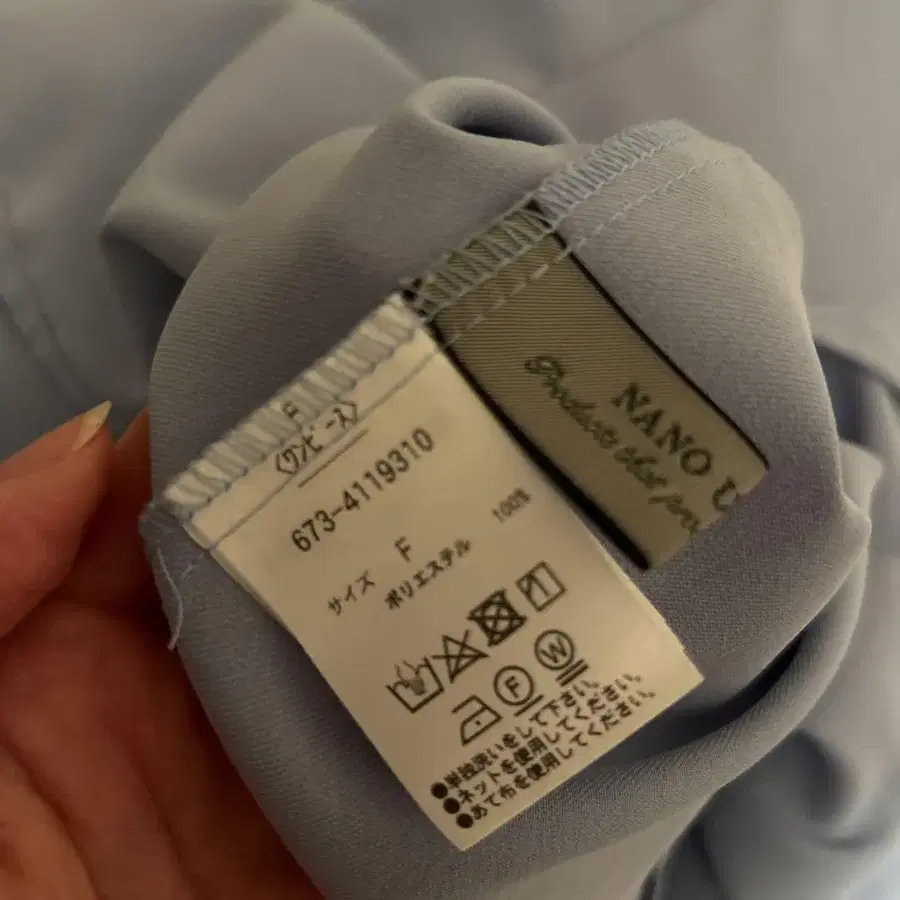 〈ワンピース〉
673-4119310
サイズ F
ポリエステル 100%
F W
●単独洗いをして下さい。
●ネットを使用してください。
●あて布を使用してください。
NANO U
Products that